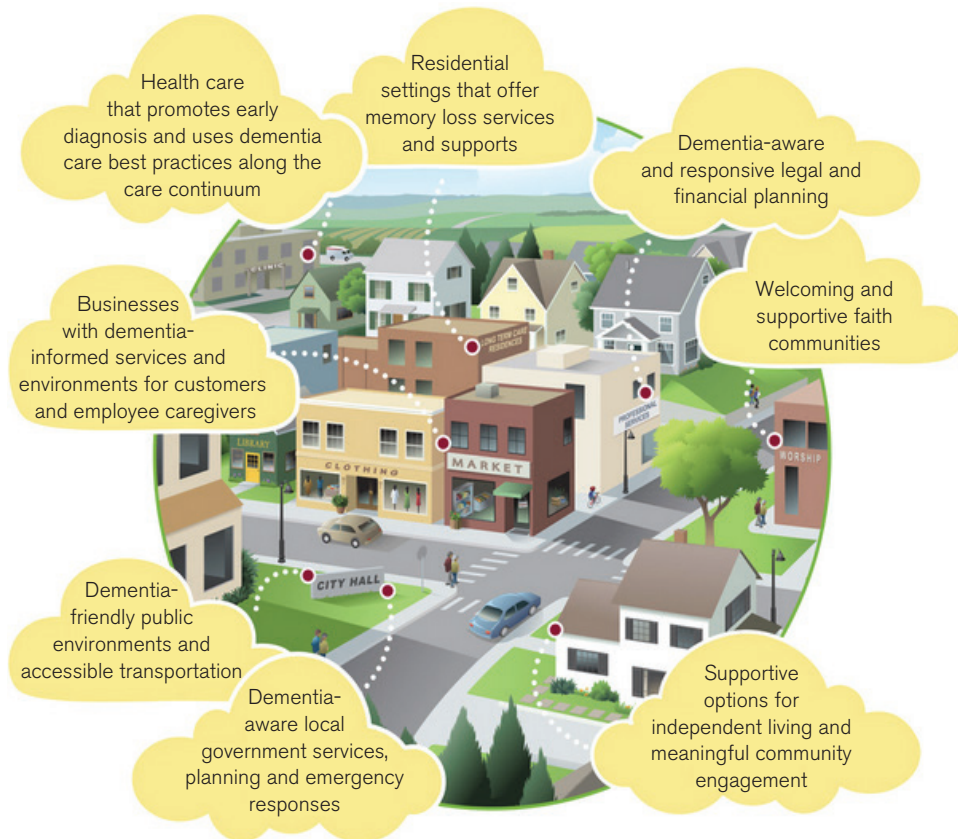 Health care
that promotes early
diagnosis and uses dementia
care best practices along the
care continuum
Residential
settings that offer
memory loss services
and supports
Dementia-aware
and responsive legal and
financial planning
Welcoming and
supportive faith
communities
Businesses
with dementia-
informed services and
environments for customers
and employee caregivers
CLINIC
LONG TERM CARE
RESIDENCES
PROFESSIONAL
SERVICES
WORSHIP
LIBRARY
CLOTHING
MARKET
CITY HALL
Dementia-
friendly public
environments and
accessible transportation
Dementia-
aware local
government services,
planning and emergency
responses
Supportive
options for
independent living and
meaningful community
engagement